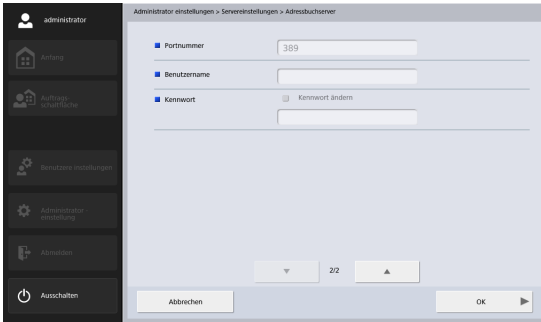 administrator
Administrator einstellungen > Servereinstellungen > Adressbuchserver
Anfang
Auftrags-
schaltfläche
Benutzere instellungen
Administrator -
einstellung
Abmelden
Ausschalten
Portnummer
389
Benutzername
Kennwort
Kennwort ändern
2/2
Abbrechen
OK